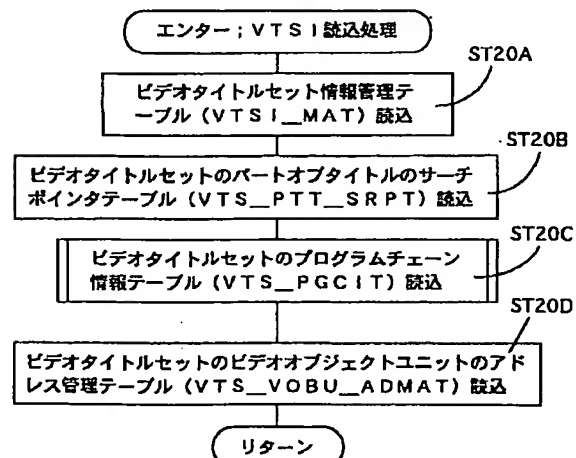 エンター；ＶＴＳＩ読込処理
ST20A
ビデオタイトルセット情報管理テ
ーブル（ＶＴＳＩ＿ＭＡＴ）読込
ST20B
ビデオタイトルセットのパートオブタイトルのサーチ
ポインタテーブル（ＶＴＳ＿ＰＴＴ＿ＳＲＰＴ）読込
ST20C
ビデオタイトルセットのプログラムチェーン
情報テーブル（ＶＴＳ＿ＰＧＣＩＴ）読込
ST20D
ビデオタイトルセットのビデオオブジェクトユニットのアド
レス管理テーブル（ＶＴＳ＿ＶＯＢＵ＿ＡＤＭＡＴ）読込
リターン